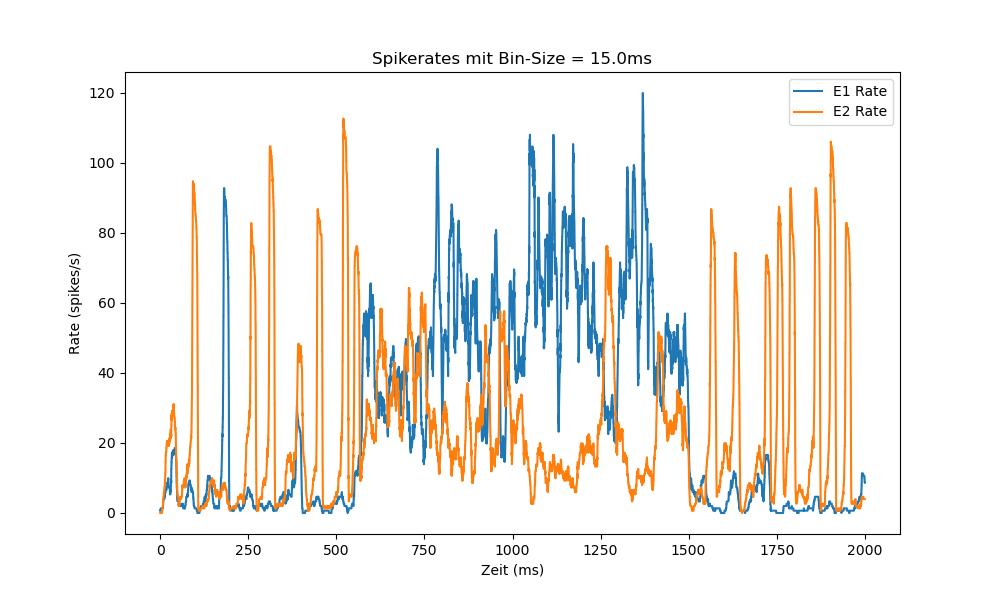 Spikerates mit Bin-Size = 15.0ms
E1 Rate
E2 Rate
120
100
80
60
40
20
0
Rate (spikes/s)
0 250 500 750 1000 1250 1500 1750 2000
Zeit (ms)